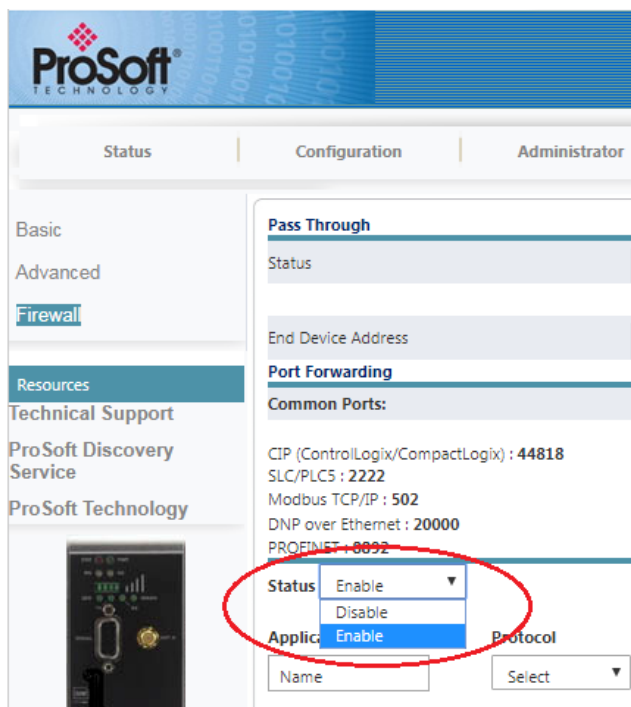 ProSoft®
TECHNOLOGY
Status
Configuration
Administrator
Basic
Advanced
Firewall
Resources
Technical Support
ProSoft Discovery
Service
ProSoft Technology
Pass Through
Status
End Device Address
Port Forwarding
Common Ports:
CIP (ControlLogix/CompactLogix) : 44818
SLC/PLC5 : 2222
Modbus TCP/IP : 502
DNP over Ethernet : 20000
PROFINET : 8892
Status Enable
Disable
Enable
Protocol
Name
Select